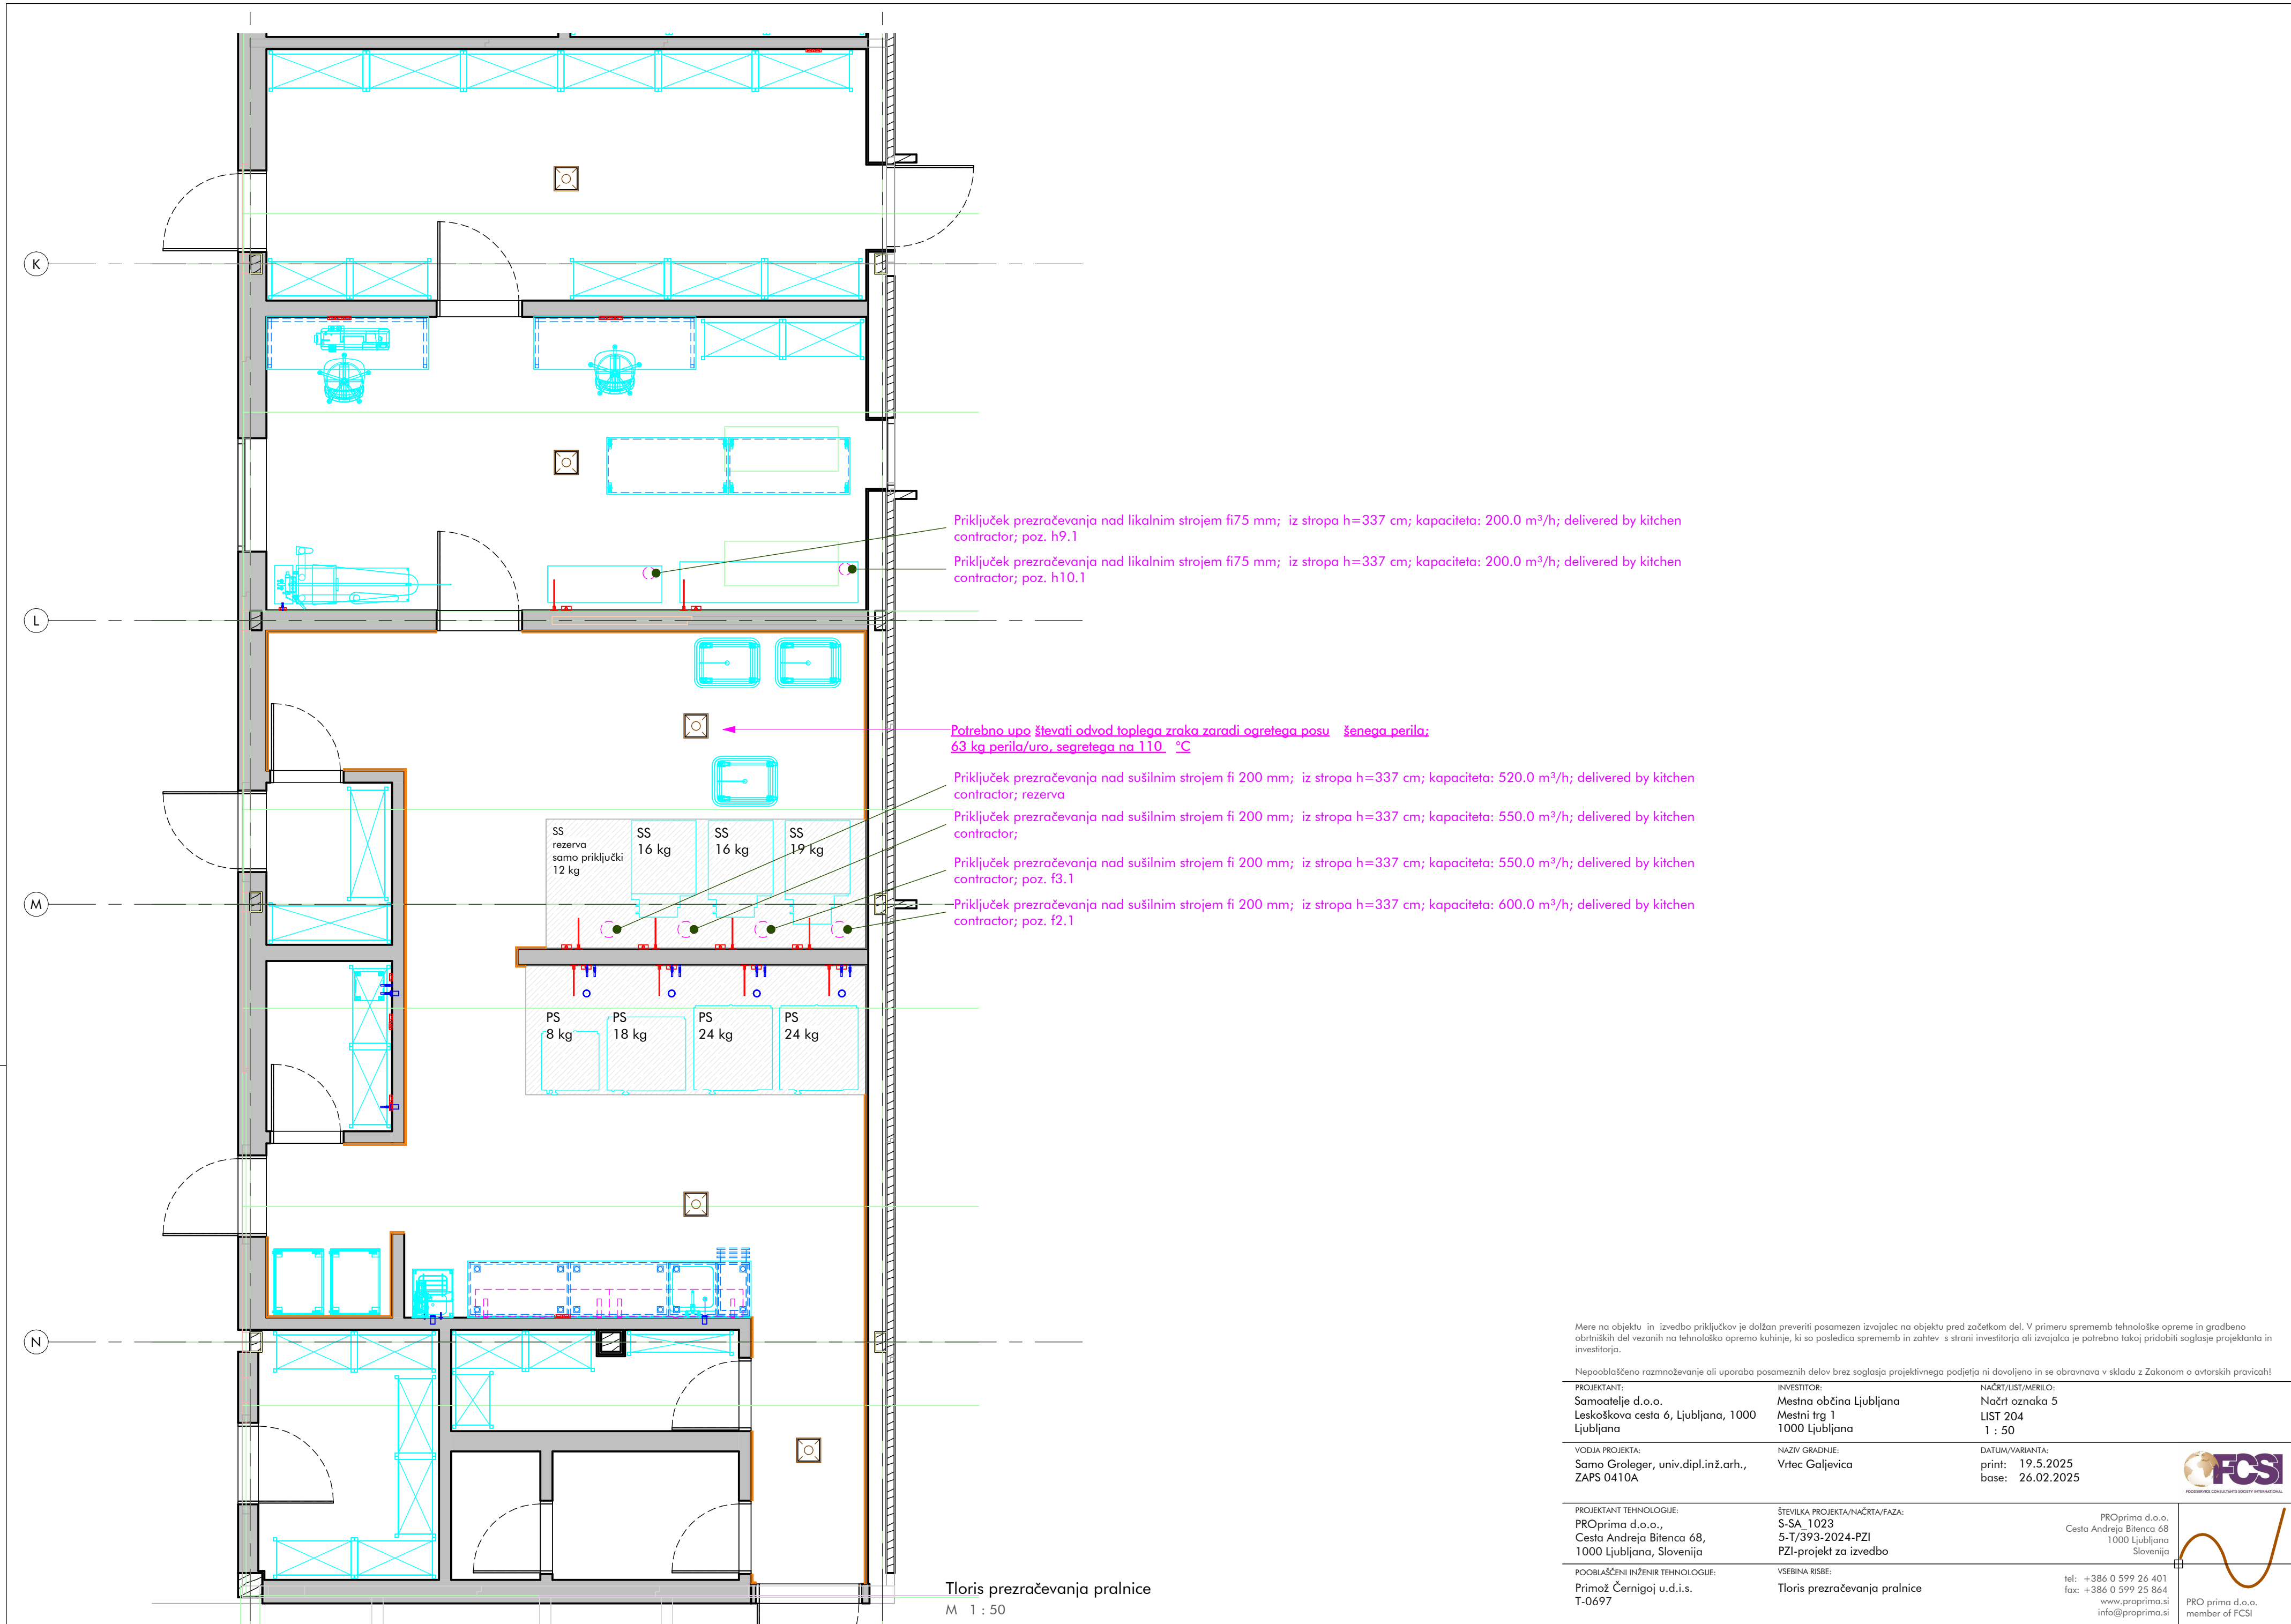 K
Priključek prezračevanja nad likalnim strojem fi75 mm;  iz stropa h=337 cm; kapaciteta: 200.0 m³/h; delivered by kitchen
contractor; poz. h9.1
Priključek prezračevanja nad likalnim strojem fi75 mm;  iz stropa h=337 cm; kapaciteta: 200.0 m³/h; delivered by kitchen
contractor; poz. h10.1
L
Potrebno upo števati odvod toplega zraka zaradi ogretega posu šenega perila;
63 kg perila/uro, segretega na 110 °C
Priključek prezračevanja nad sušilnim strojem fi 200 mm;  iz stropa h=337 cm; kapaciteta: 520.0 m³/h; delivered by kitchen
contractor; rezerva
Priključek prezračevanja nad sušilnim strojem fi 200 mm;  iz stropa h=337 cm; kapaciteta: 550.0 m³/h; delivered by kitchen
contractor;
Priključek prezračevanja nad sušilnim strojem fi 200 mm;  iz stropa h=337 cm; kapaciteta: 550.0 m³/h; delivered by kitchen
contractor; poz. f3.1
Priključek prezračevanja nad sušilnim strojem fi 200 mm;  iz stropa h=337 cm; kapaciteta: 600.0 m³/h; delivered by kitchen
contractor; poz. f2.1
SS
rezerva
samo priključki
12 kg
SS
16 kg
SS
16 kg
SS
19 kg
M
PS
8 kg
PS
18 kg
PS
24 kg
PS
24 kg
N
Tloris prezračevanja pralnice
M 1 : 50
Mere na objektu in izvedbo priključkov je dolžan preveriti posamezen izvajalec na objektu pred začetkom del. V primeru sprememb tehnološke opreme in gradbeno
obrtniških del vezanih na tehnološko opremo kuhinje, ki so posledica sprememb in zahtev s strani investitorja ali izvajalca je potrebno takoj pridobiti soglasje projektanta in
investitorja.
Nepooblaščeno razmnoževanje ali uporaba posameznih delov brez soglasja projektivnega podjetja ni dovoljeno in se obravnava v skladu z Zakonom o avtorskih pravicah!
PROJEKTANT:
Samoatelje d.o.o.
Leskoškova cesta 6, Ljubljana, 1000
Ljubljana
INVESTITOR:
Mestna občina Ljubljana
Mestni trg 1
1000 Ljubljana
NAČRT/LIST/MERILO:
Načrt oznaka 5
LIST 204
1 : 50
VODJA PROJEKTA:
Samo Groleger, univ.dipl.inž.arh.,
ZAPS 0410A
NAZIV GRADNJE:
Vrtec Galjevica
DATUM/VARIANTA:
print: 19.5.2025
base: 26.02.2025
FCSI
FOODSERVICE CONSULTANTS SOCIETY INTERNATIONAL
PROJEKTANT TEHNOLOGIJE:
PROprima d.o.o.,
Cesta Andreja Bitenca 68,
1000 Ljubljana, Slovenija
ŠTEVILKA PROJEKTA/NAČRTA/FAZA:
S-SA_1023
5-T/393-2024-PZI
PZI-projekt za izvedbo
PROprima d.o.o.
Cesta Andreja Bitenca 68
1000 Ljubljana
Slovenija
POOBLAŠČENI INŽENIR TEHNOLOGIJE:
Primož Černigoj u.d.i.s.
T-0697
VSEBINA RISBE:
Tloris prezračevanja pralnice
tel: +386 0 599 26 401
fax: +386 0 599 25 864
www.proprima.si
info@proprima.si
PRO prima d.o.o.
member of FCSI